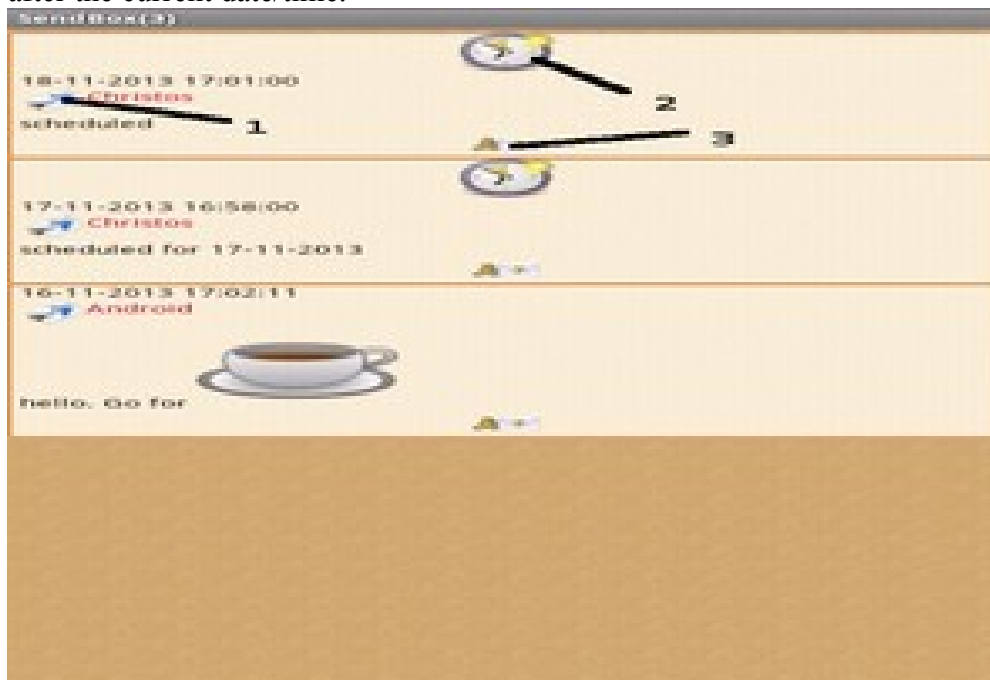 after the current date/time.
SendBox(3)
18-11-2013 17:01:00
Christos
scheduled
1
2
3
17-11-2013 16:58:00
Christos
scheduled for 17-11-2013
16-11-2013 17:02:11
Android
hello. Go for